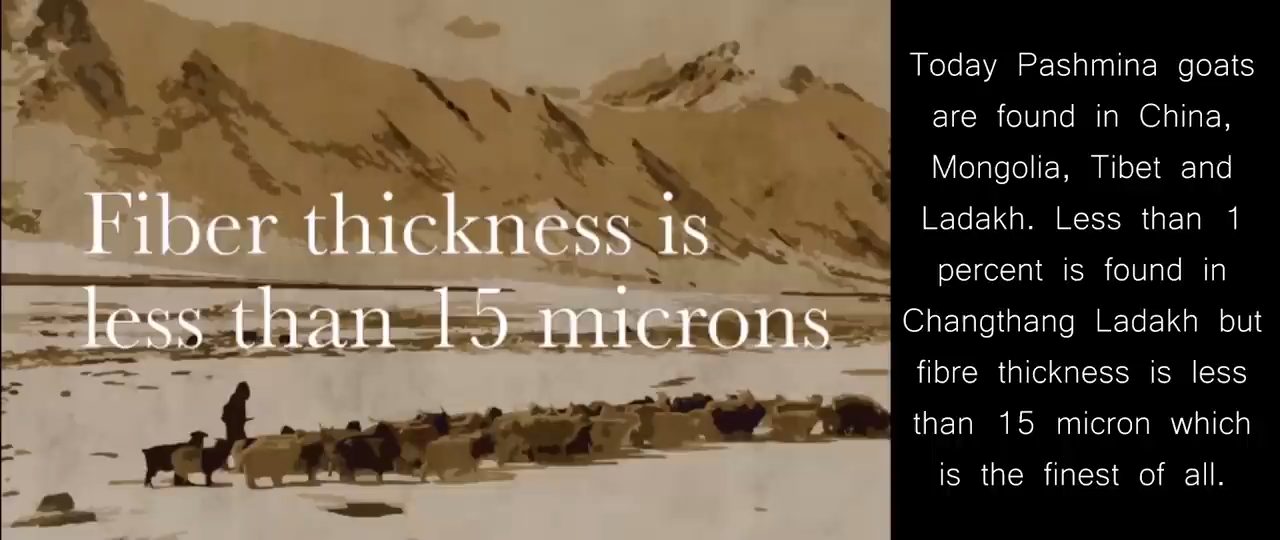 Fiber thickness is
less than 15 microns
Today Pashmina goats
are found in China,
Mongolia, Tibet and
Ladakh. Less than 1
percent is found in
Changthang Ladakh but
fibre thickness is less
than 15 micron which
is the finest of all.